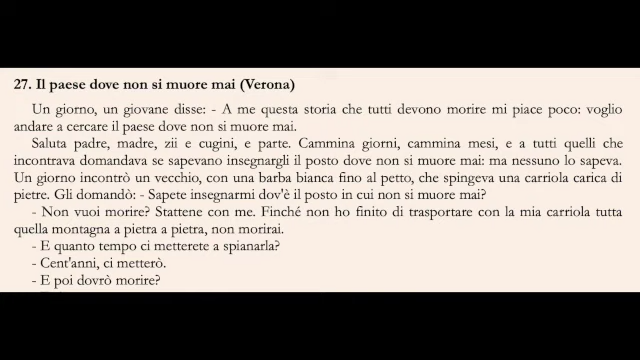 27. Il paese dove non si muore mai (Verona)
Un giorno, un giovane disse: - A me questa storia che tutti devono morire mi piace poco: voglio
andare a cercare il paese dove non si muore mai.
Saluta padre, madre, zii e cugini, e parte. Cammina giorni, cammina mesi, e a tutti quelli che
incontrava domandava se sapevano insegnargli il posto dove non si muore mai: ma nessuno lo sapeva.
Un giorno incontrò un vecchio, con una barba bianca fino al petto, che spingeva una carriola carica di
pietre. Gli domandò: - Sapete insegnarmi dov'è il posto in cui non si muore mai?
- Non vuoi morire? Stattene con me. Finché non ho finito di trasportare con la mia carriola tutta
quella montagna a pietra a pietra, non morirai.
- E quanto tempo ci metterete a spianarla?
- Cent'anni, ci metterò.
- E poi dovrò morire?